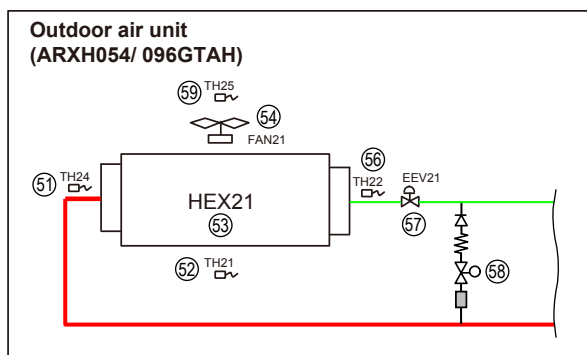 Outdoor air unit
(ARXH054/ 096GTAH)
59 TH25
54
FAN21
51 TH24
56
TH22
EEV21
HEX21
53
57
52 TH21
58